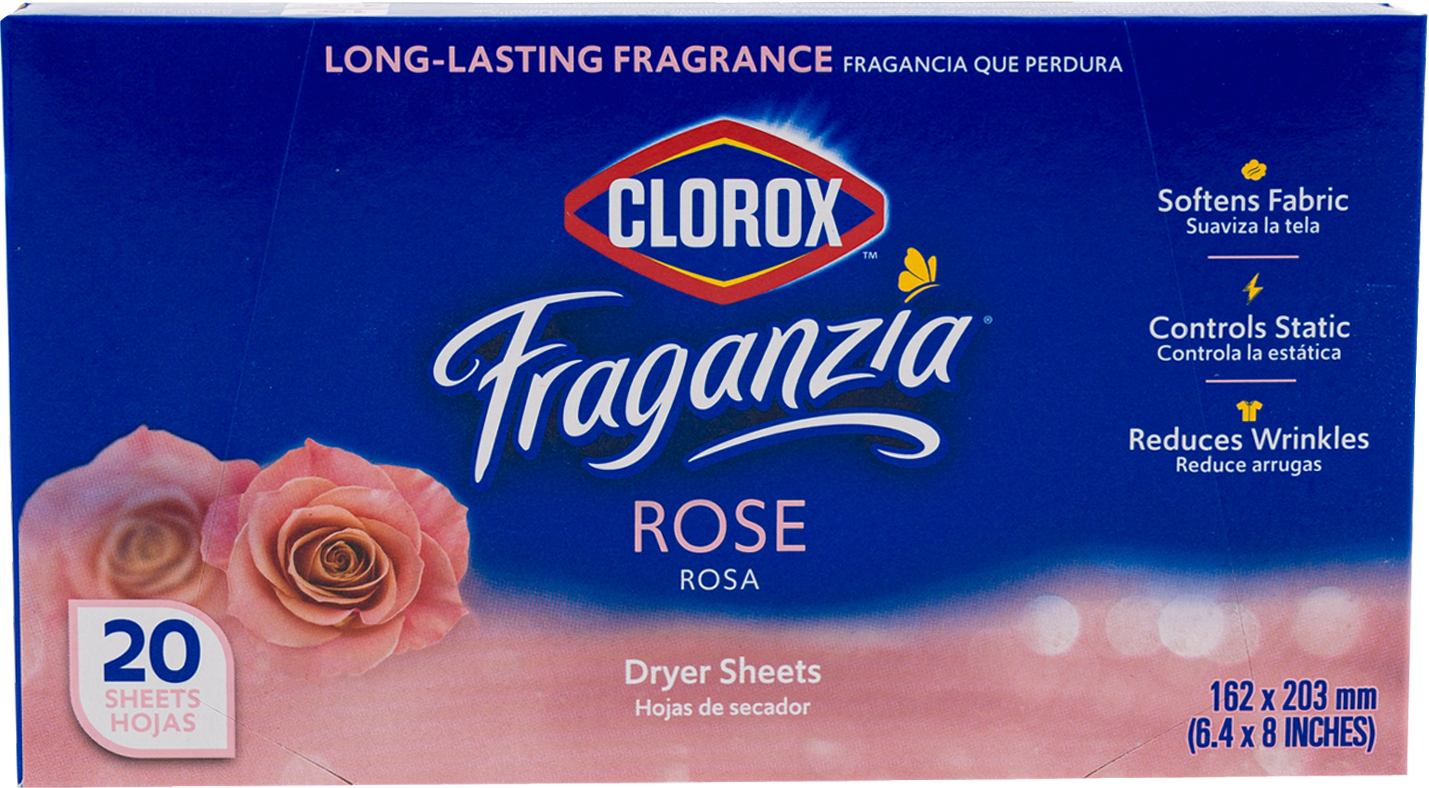 LONG-LASTING FRAGRANCE FRAGANCIA QUE PERDURA
CLOROX™
Fraganzia®
ROSE
ROSA
Dryer Sheets
Hojas de secador
Softens Fabric
Suaviza la tela
Controls Static
Controla la estática
Reduces Wrinkles
Reduce arrugas
20
SHEETS
HOJAS
162 x 203 mm
(6.4 x 8 INCHES)